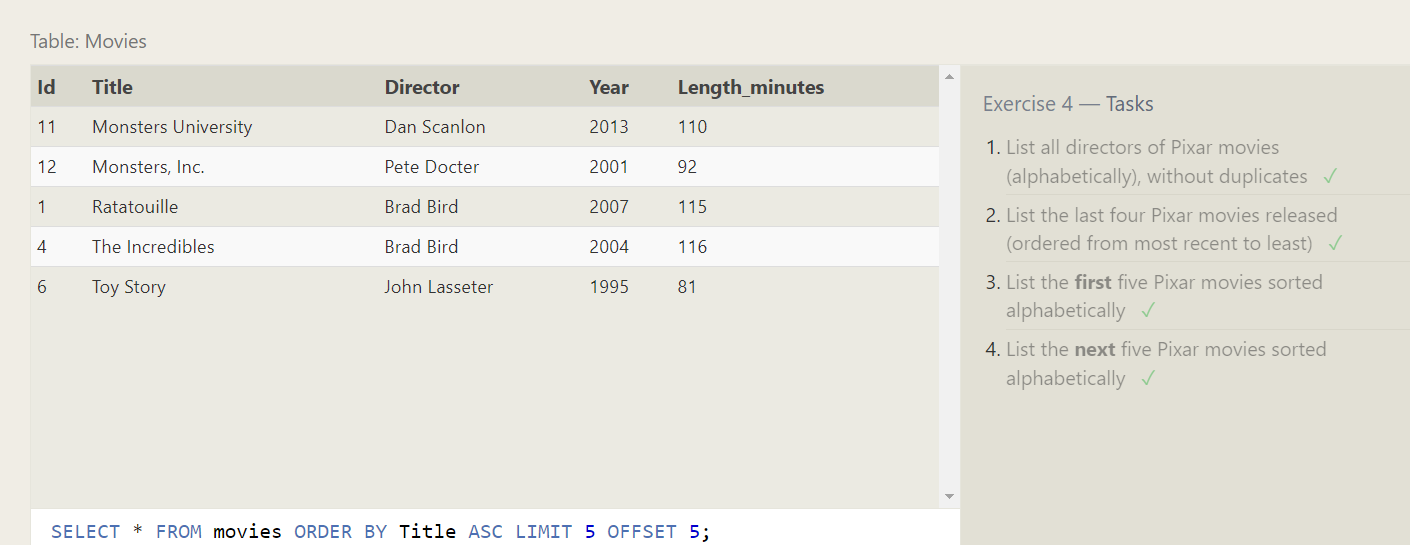 Table: Movies
Id Title Director Year Length_minutes
11 Monsters University Dan Scanlon 2013 110
12 Monsters, Inc. Pete Docter 2001 92
1 Ratatouille Brad Bird 2007 115
4 The Incredibles Brad Bird 2004 116
6 Toy Story John Lasseter 1995 81
SELECT * FROM movies ORDER BY Title ASC LIMIT 5 OFFSET 5;
Exercise 4 — Tasks
1. List all directors of Pixar movies
(alphabetically), without duplicates ✓
2. List the last four Pixar movies released
(ordered from most recent to least) ✓
3. List the first five Pixar movies sorted
alphabetically ✓
4. List the next five Pixar movies sorted
alphabetically ✓